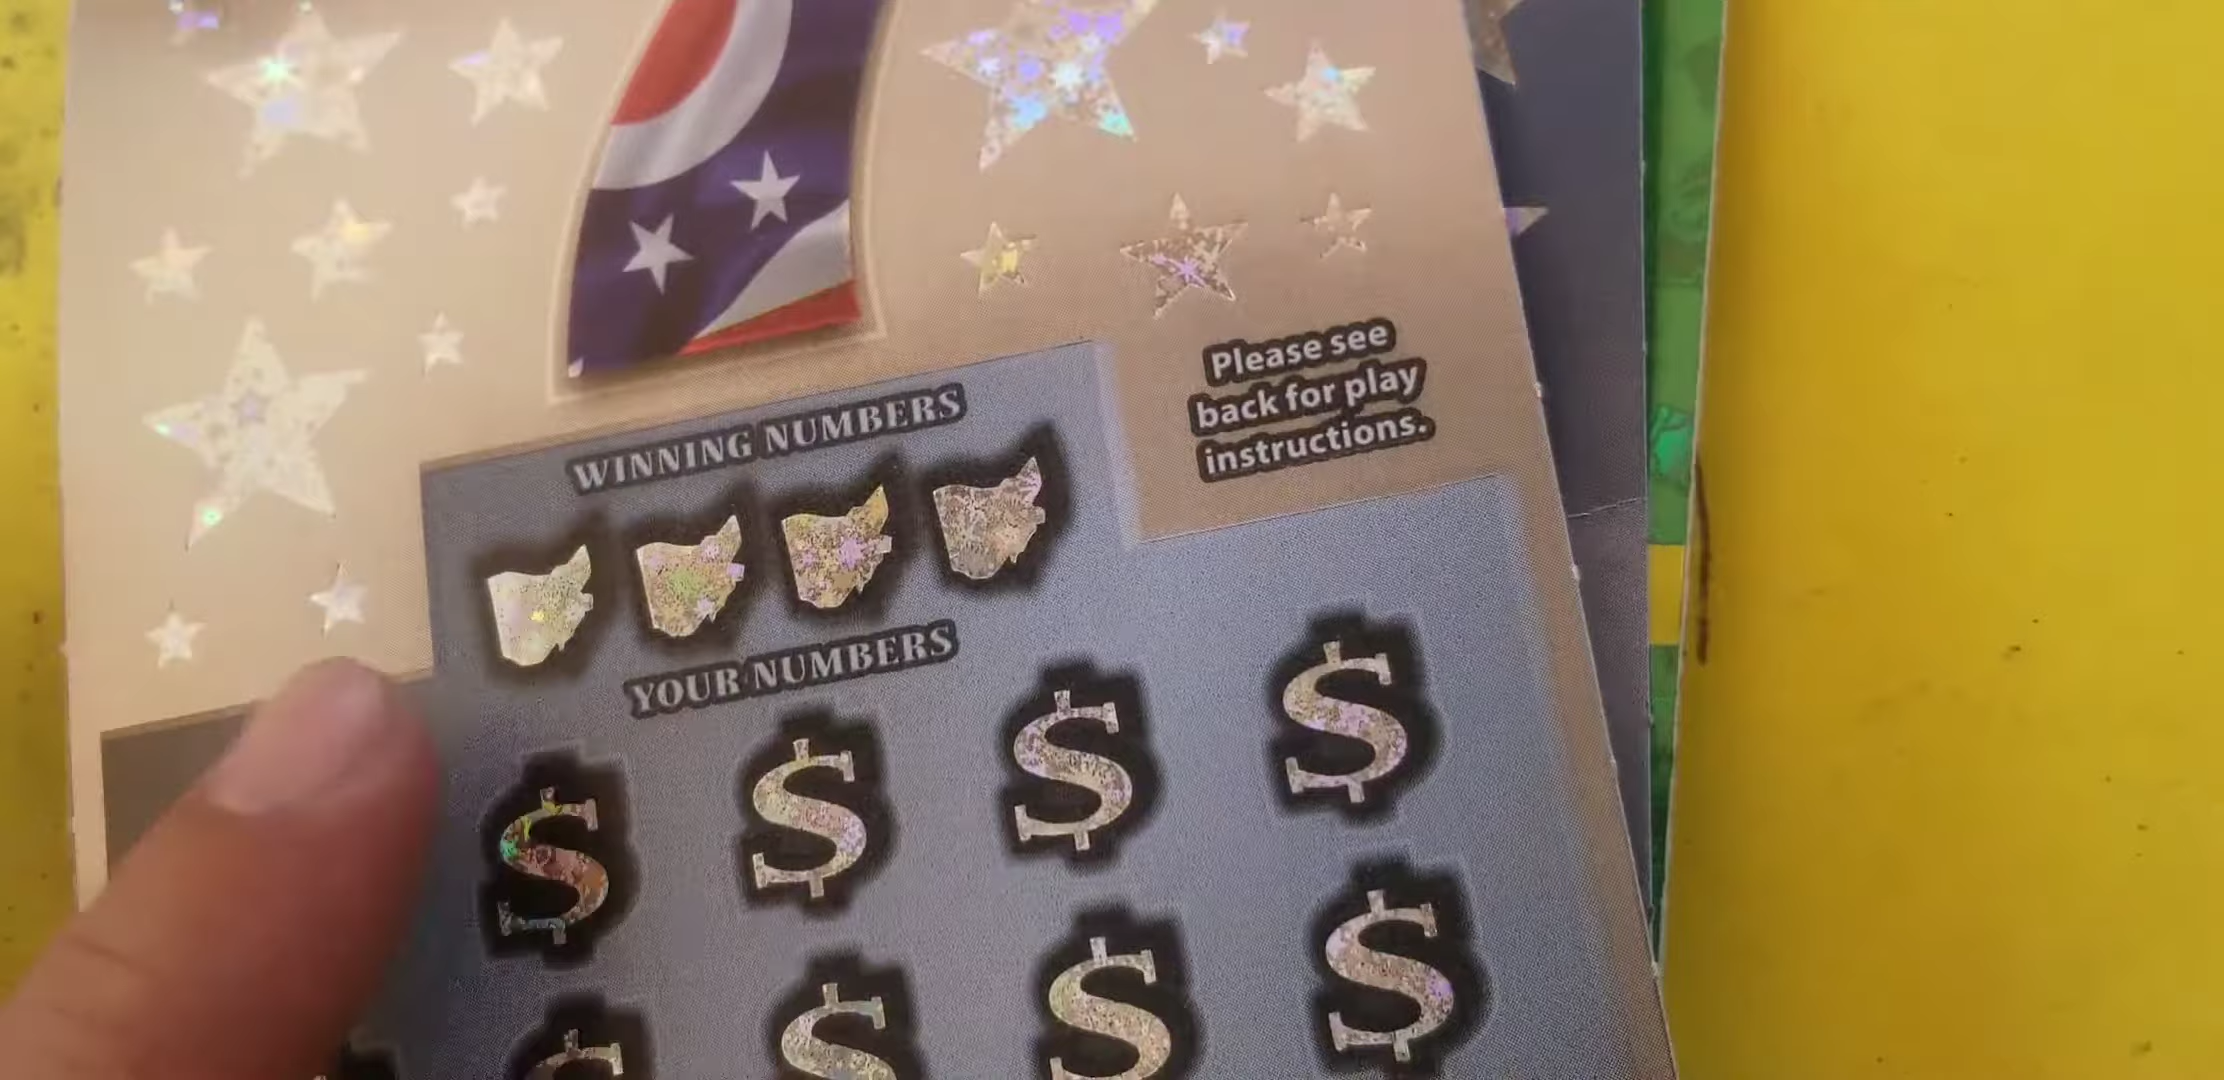 WINNING NUMBERS
Please see
back for play
instructions.
YOUR NUMBERS
$ $ $ $
$ $ $ $